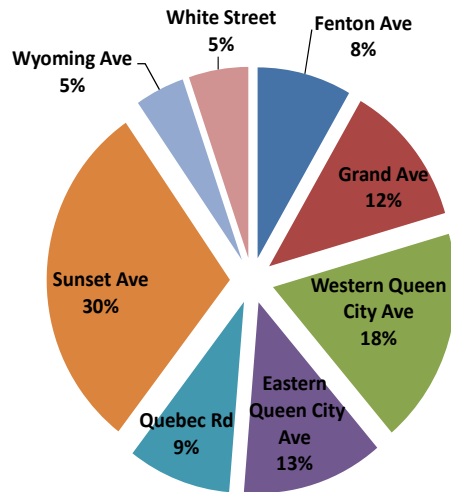 White Street
5%
Fenton Ave
8%
Wyoming Ave
5%
Grand Ave
12%
Western Queen
City Ave
18%
Sunset Ave
30%
Eastern
Queen City
Ave
13%
Quebec Rd
9%